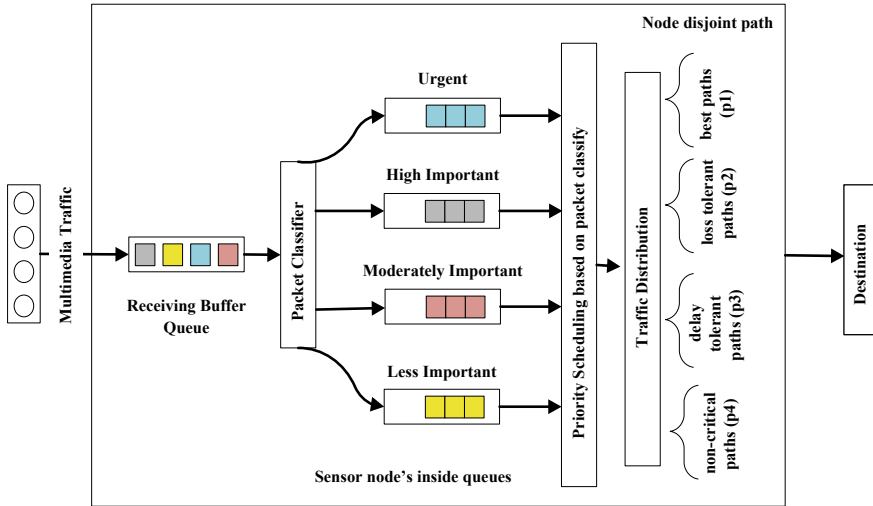 Node disjoint path
Multimedia Traffic
Receiving Buffer
Queue
Packet Classifier
Urgent
High Important
Moderately Important
Less Important
Sensor node's inside queues
Priority Scheduling based on packet classify
Traffic Distribution
best paths
(p1)
loss tolerant
paths (p2)
delay
tolerant
paths (p3)
non-critical
paths (p4)
Destination